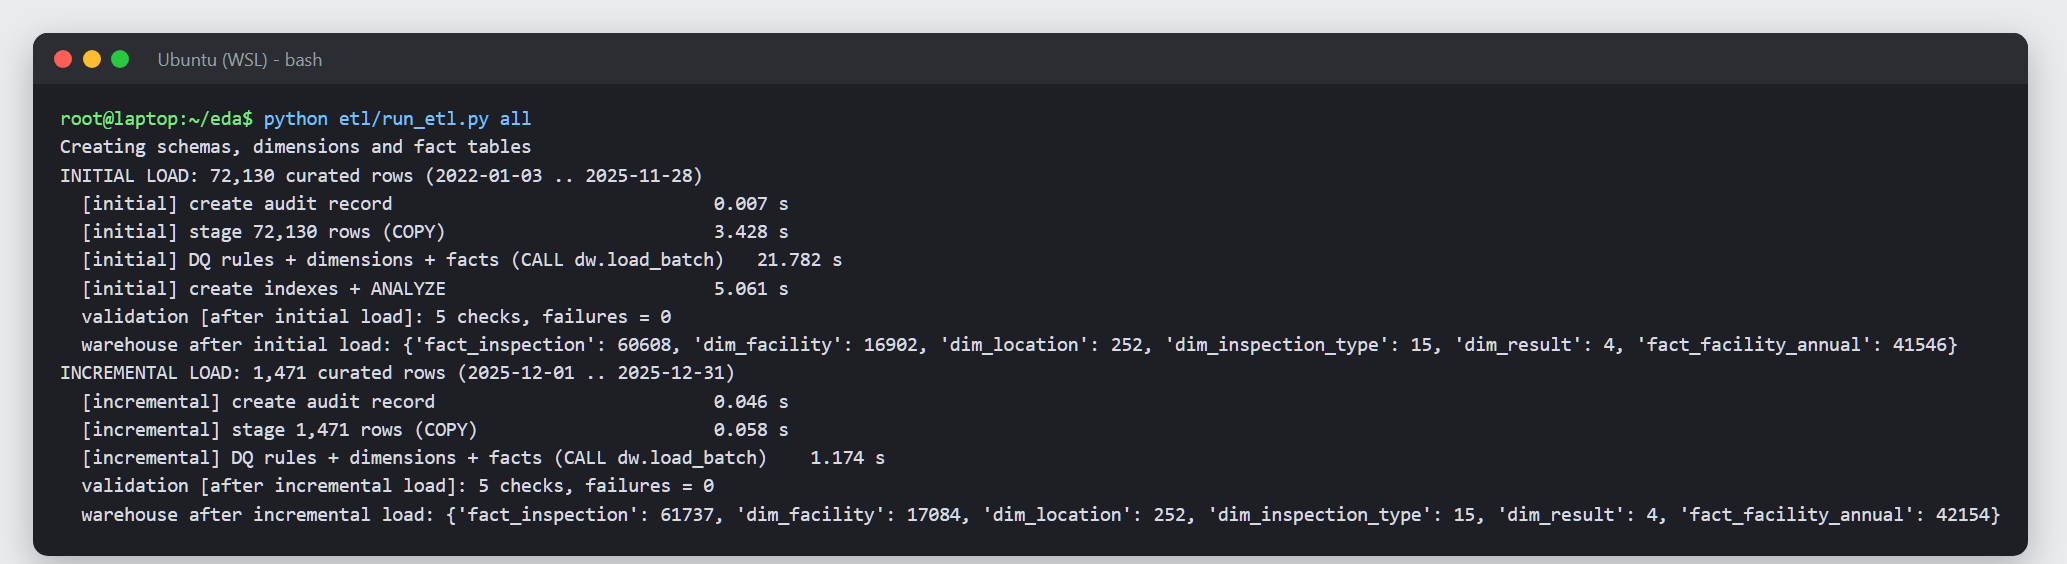 Ubuntu (WSL) - bash
root@laptop:~/eda$ python etl/run_etl.py all
Creating schemas, dimensions and fact tables
INITIAL LOAD: 72,130 curated rows (2022-01-03 .. 2025-11-28)
  [initial] create audit record                              0.007 s
  [initial] stage 72,130 rows (COPY)                         3.428 s
  [initial] DQ rules + dimensions + facts (CALL dw.load_batch)   21.782 s
  [initial] create indexes + ANALYZE                         5.061 s
  validation [after initial load]: 5 checks, failures = 0
  warehouse after initial load: {'fact_inspection': 60608, 'dim_facility': 16902, 'dim_location': 252, 'dim_inspection_type': 15, 'dim_result': 4, 'fact_facility_annual': 41546}
INCREMENTAL LOAD: 1,471 curated rows (2025-12-01 .. 2025-12-31)
  [incremental] create audit record                          0.046 s
  [incremental] stage 1,471 rows (COPY)                      0.058 s
  [incremental] DQ rules + dimensions + facts (CALL dw.load_batch)    1.174 s
  validation [after incremental load]: 5 checks, failures = 0
  warehouse after incremental load: {'fact_inspection': 61737, 'dim_facility': 17084, 'dim_location': 252, 'dim_inspection_type': 15, 'dim_result': 4, 'fact_facility_annual': 42154}